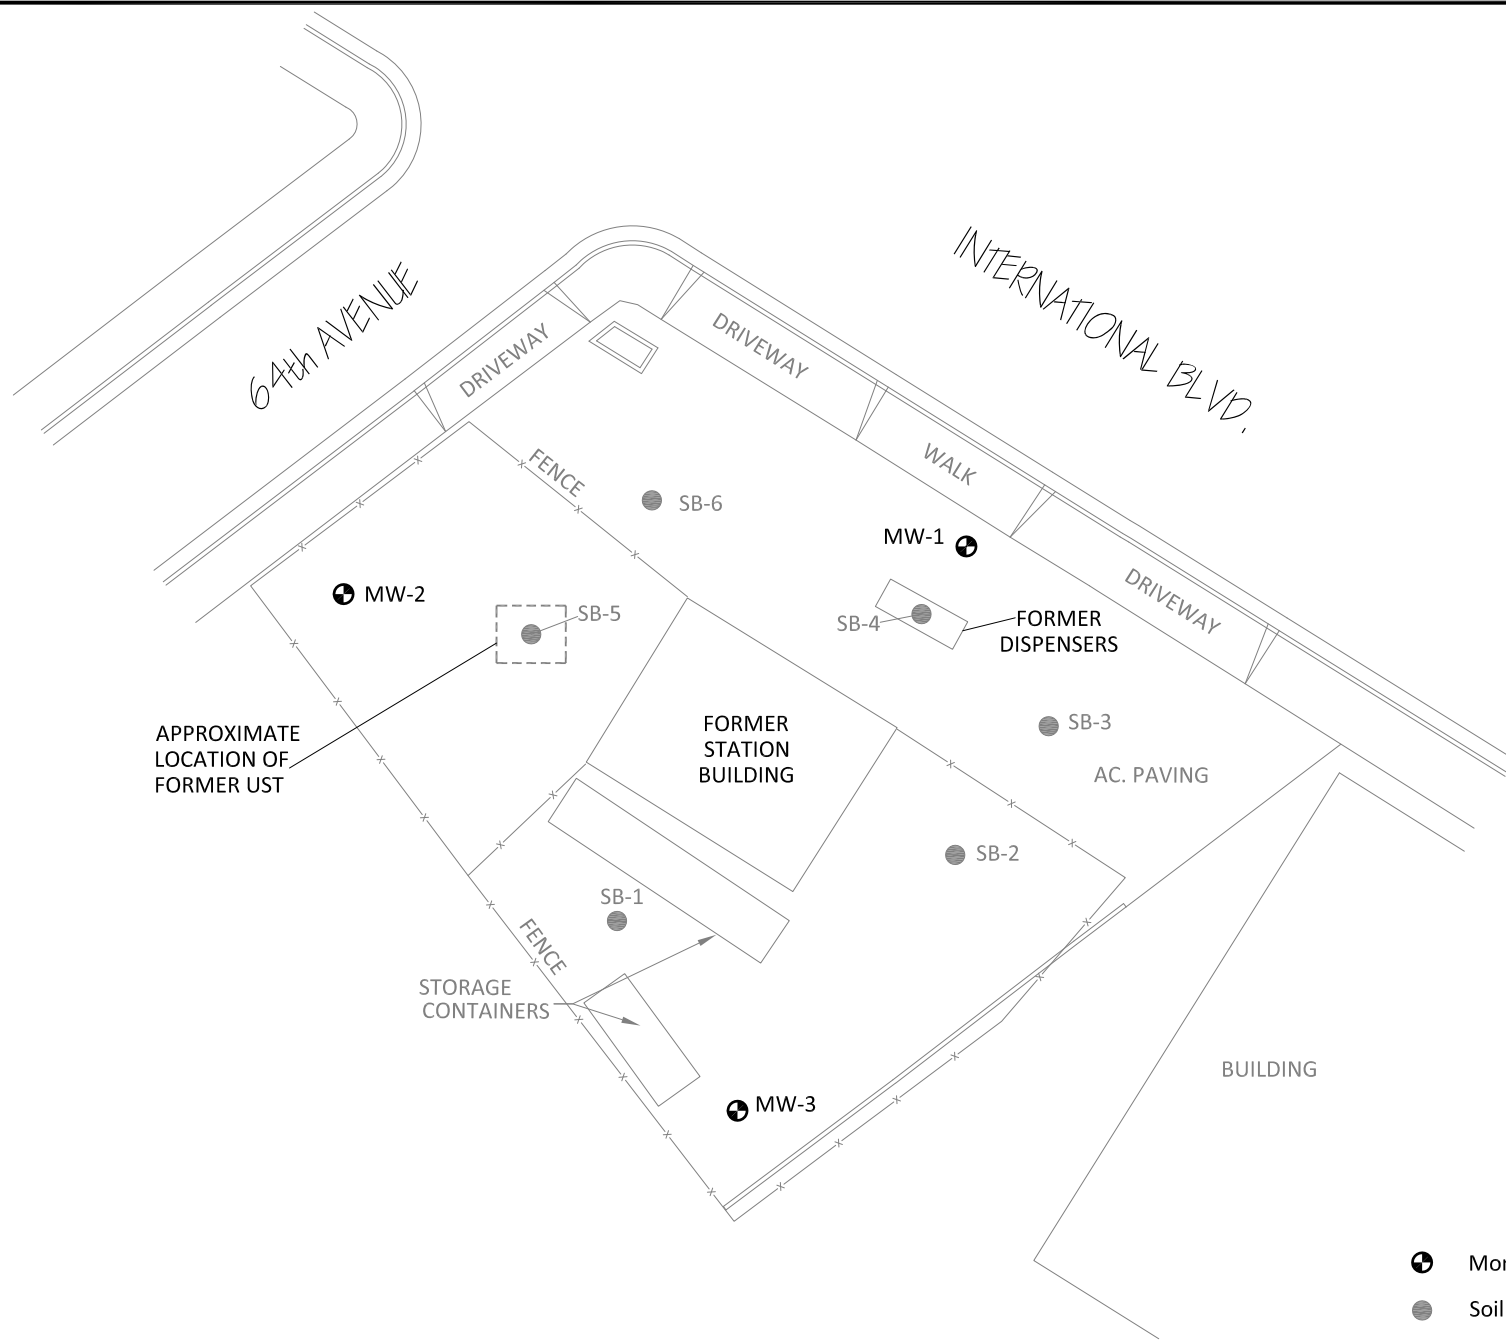 INTERNATIONAL BLVD.
64th AVENUE
DRIVEWAY
DRIVEWAY
WALK
FENCE
SB-6
MW-1
DRIVEWAY
MW-2
SB-5
SB-4
FORMER
DISPENSERS
SB-3
APPROXIMATE
LOCATION OF
FORMER UST
FORMER
STATION
BUILDING
AC. PAVING
SB-2
SB-1
FENCE
STORAGE
CONTAINERS
BUILDING
MW-3
Soil